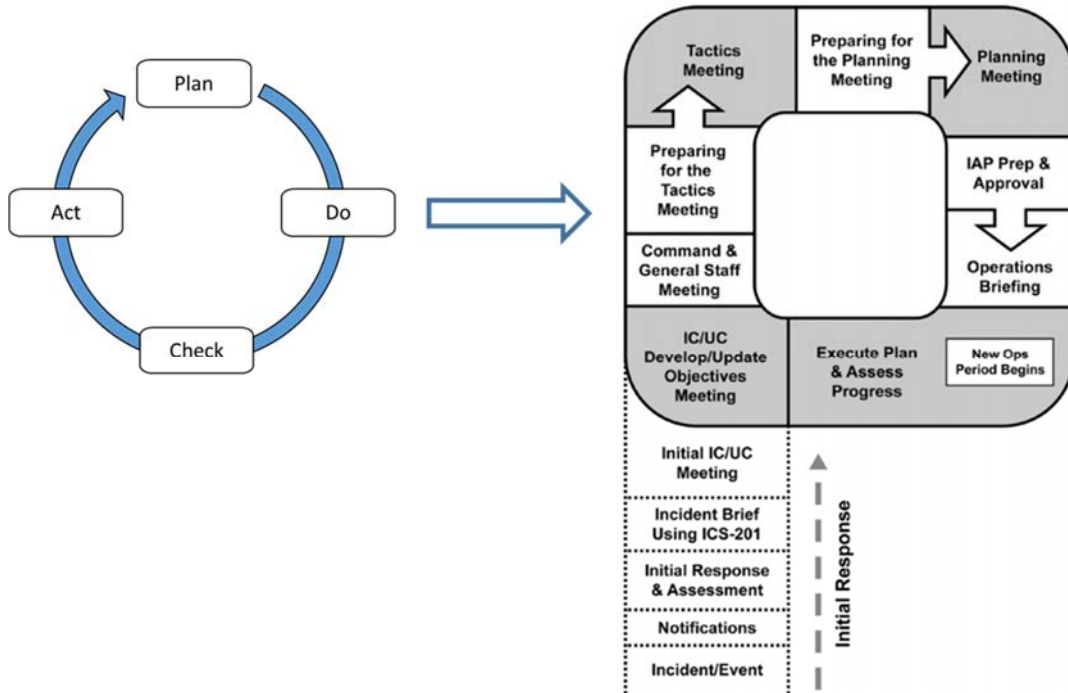 Plan
Do
Check
Act
Tactics
Meeting
Preparing for
the Planning
Meeting
Planning
Meeting
Preparing
for the
Tactics
Meeting
IAP Prep &
Approval
Command &
General Staff
Meeting
Operations
Briefing
IC/UC
Develop/Update
Objectives
Meeting
Execute Plan
& Assess
Progress
New Ops
Period Begins
Initial IC/UC
Meeting
Incident Brief
Using ICS-201
Initial Response
& Assessment
Notifications
Incident/Event
Initial Response